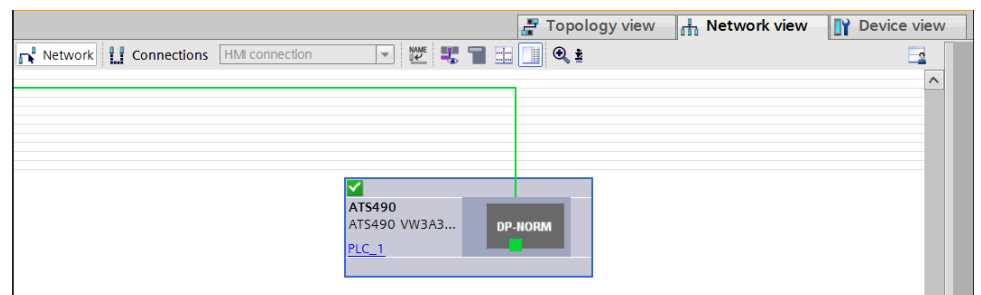 Topology view Network view Device view
Network Connections HMI connection NAME
ATS490
ATS490 VW3A3...
DP-NORM
PLC_1